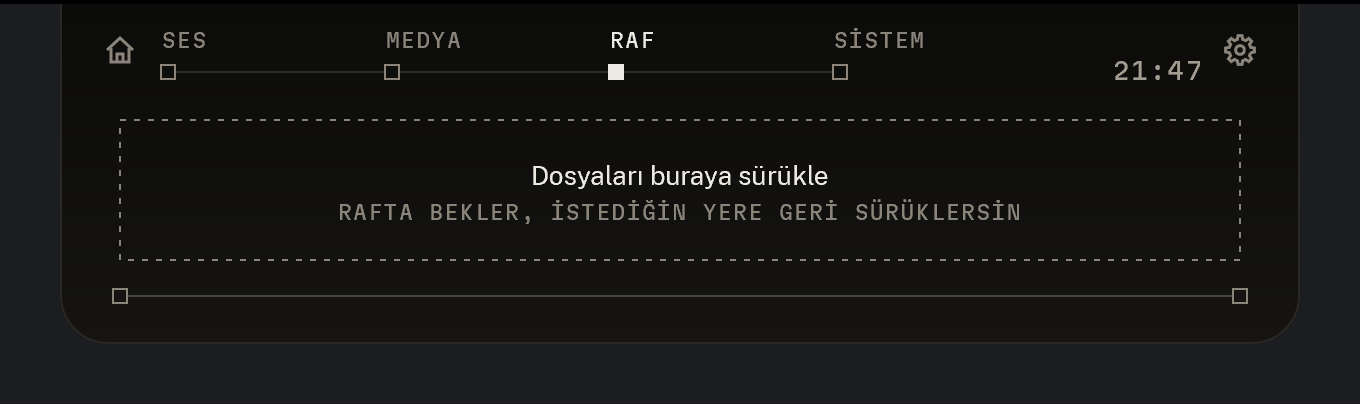 SES MEDYA RAF SİSTEM
21:47
Dosyaları buraya sürükle
RAFTA BEKLER, İSTEDİĞİN YERE GERİ SÜRÜKLERSİN